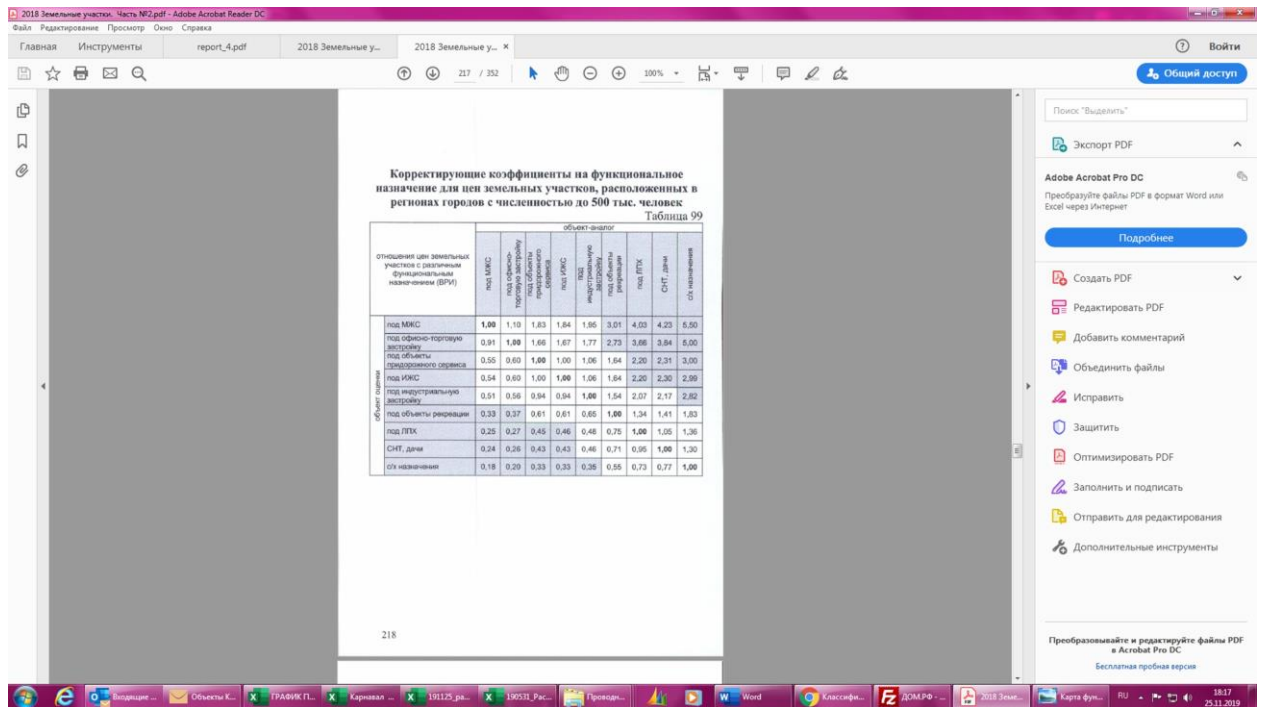 2018 Земельные участки. Часть №2.pdf - Adobe Acrobat Reader DC
Файл Редактирование Просмотр Окно Справка
Главная Инструменты report_4.pdf 2018 Земельные у... 2018 Земельные у... × Войти
217 / 352 100% Общий доступ
Корректирующие коэффициенты на функциональное
назначение для цен земельных участков, расположенных в
регионах городов с численностью до 500 тыс. человек
Таблица 99
объект-аналог
отношения цен земельных участков с различным функциональным назначением (ВРИ)
под МЖС
под офисно-торговую застройку
под объекты придорожного сервиса
под ИЖС
под индустриальную застройку
под объекты рекреации
под ЛПХ
СНТ, дачи
с/х назначения
объект оценки
под МЖС 1,00 1,10 1,83 1,84 1,95 3,01 4,03 4,23 5,50
под офисно-торговую застройку 0,91 1,00 1,66 1,67 1,77 2,73 3,66 3,84 5,00
под объекты придорожного сервиса 0,55 0,60 1,00 1,00 1,06 1,64 2,20 2,31 3,00
под ИЖС 0,54 0,60 1,00 1,00 1,06 1,64 2,20 2,30 2,99
под индустриальную застройку 0,51 0,56 0,94 0,94 1,00 1,54 2,07 2,17 2,82
под объекты рекреации 0,33 0,37 0,61 0,61 0,65 1,00 1,34 1,41 1,83
под ЛПХ 0,25 0,27 0,45 0,46 0,48 0,75 1,00 1,05 1,36
СНТ, дачи 0,24 0,26 0,43 0,43 0,46 0,71 0,95 1,00 1,30
с/х назначения 0,18 0,20 0,33 0,33 0,35 0,55 0,73 0,77 1,00
218
Поиск "Выделить"
Экспорт PDF
Adobe Acrobat Pro DC
Преобразуйте файлы PDF в формат Word или
Excel через Интернет
Подробнее
Создать PDF
Редактировать PDF
Добавить комментарий
Объединить файлы
Исправить
Защитить
Оптимизировать PDF
Заполнить и подписать
Отправить для редактирования
Дополнительные инструменты
Преобразовывайте и редактируйте файлы PDF
в Acrobat Pro DC
Бесплатная пробная версия
Входящие ... Объекты К... ГРАФИК П... Карнавал ... 191125_ра... 190531_Рас... Проводн... Word Классифи... ДОМ.РФ - ... 2018 Земе... Карта фун... RU 18:17
25.11.2019